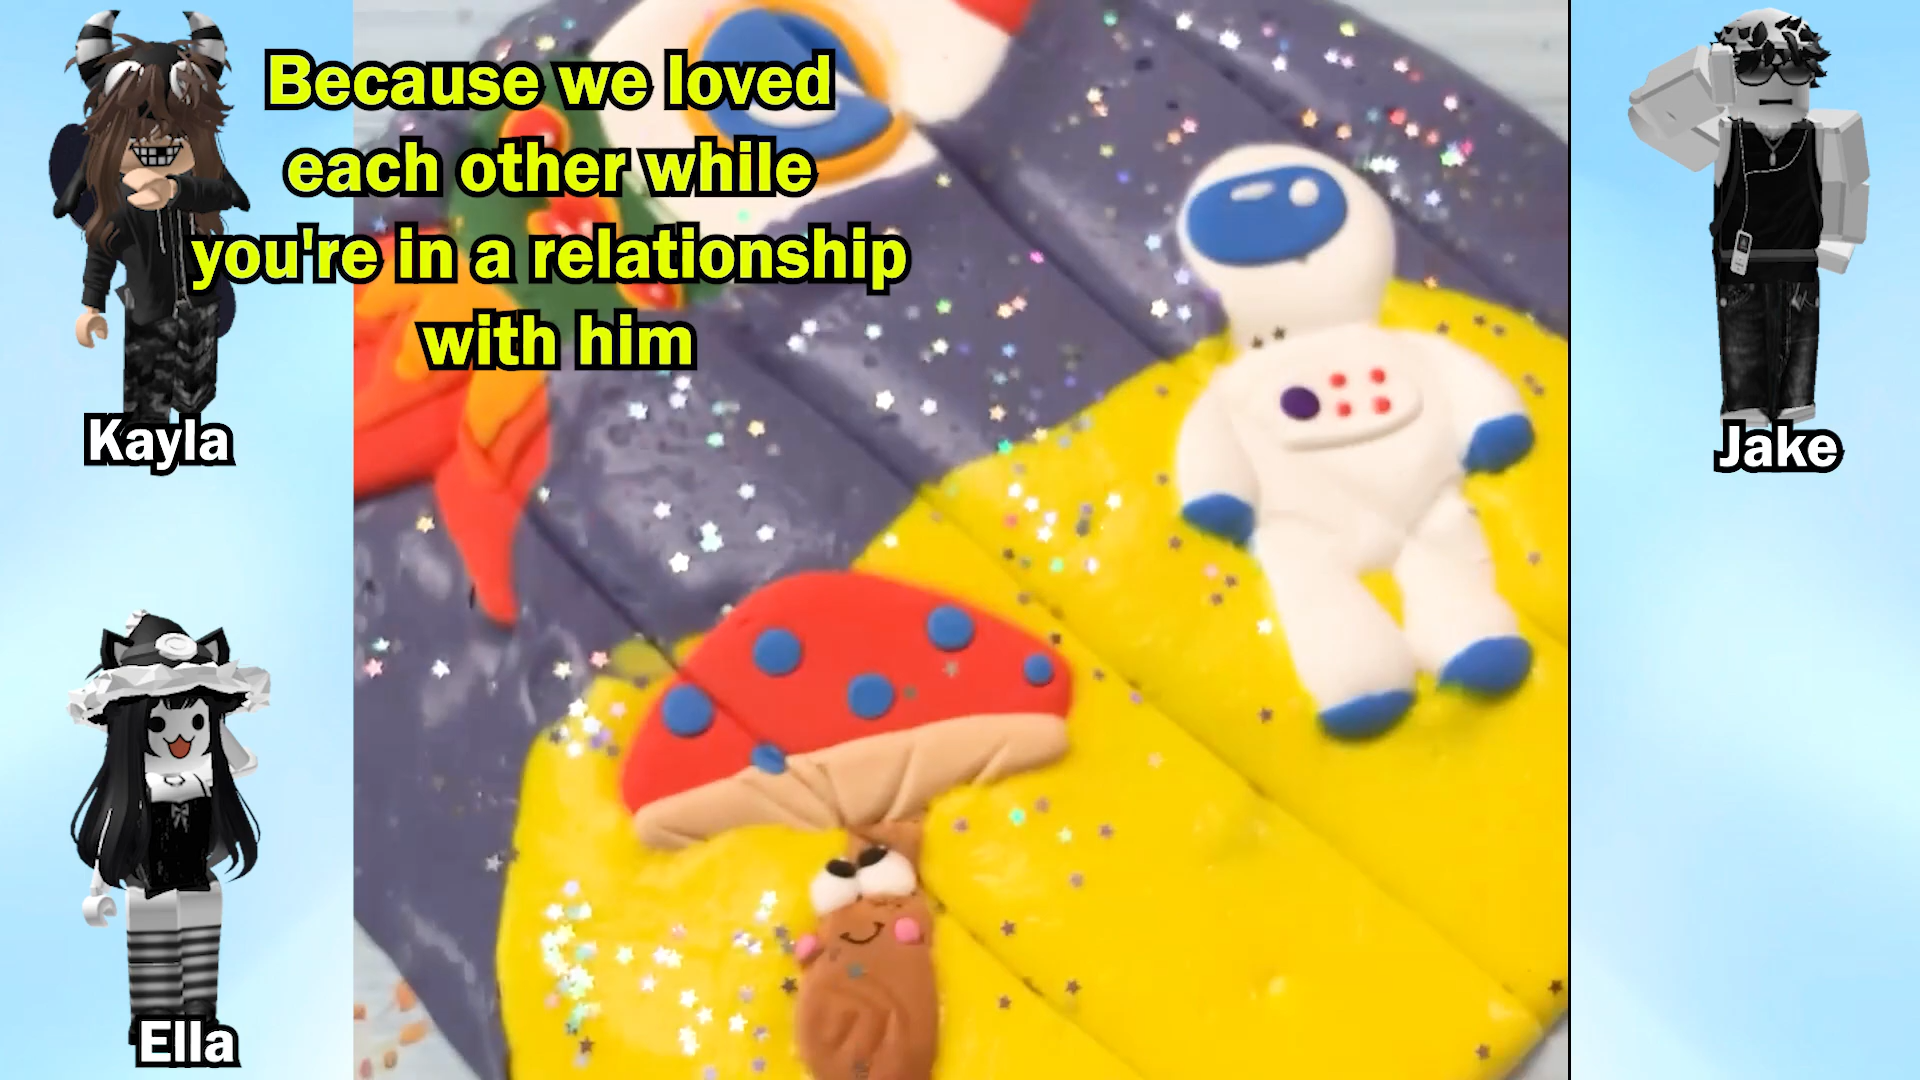 Because we loved
each other while
you're in a relationship
with him
Kayla
Jake
Ella